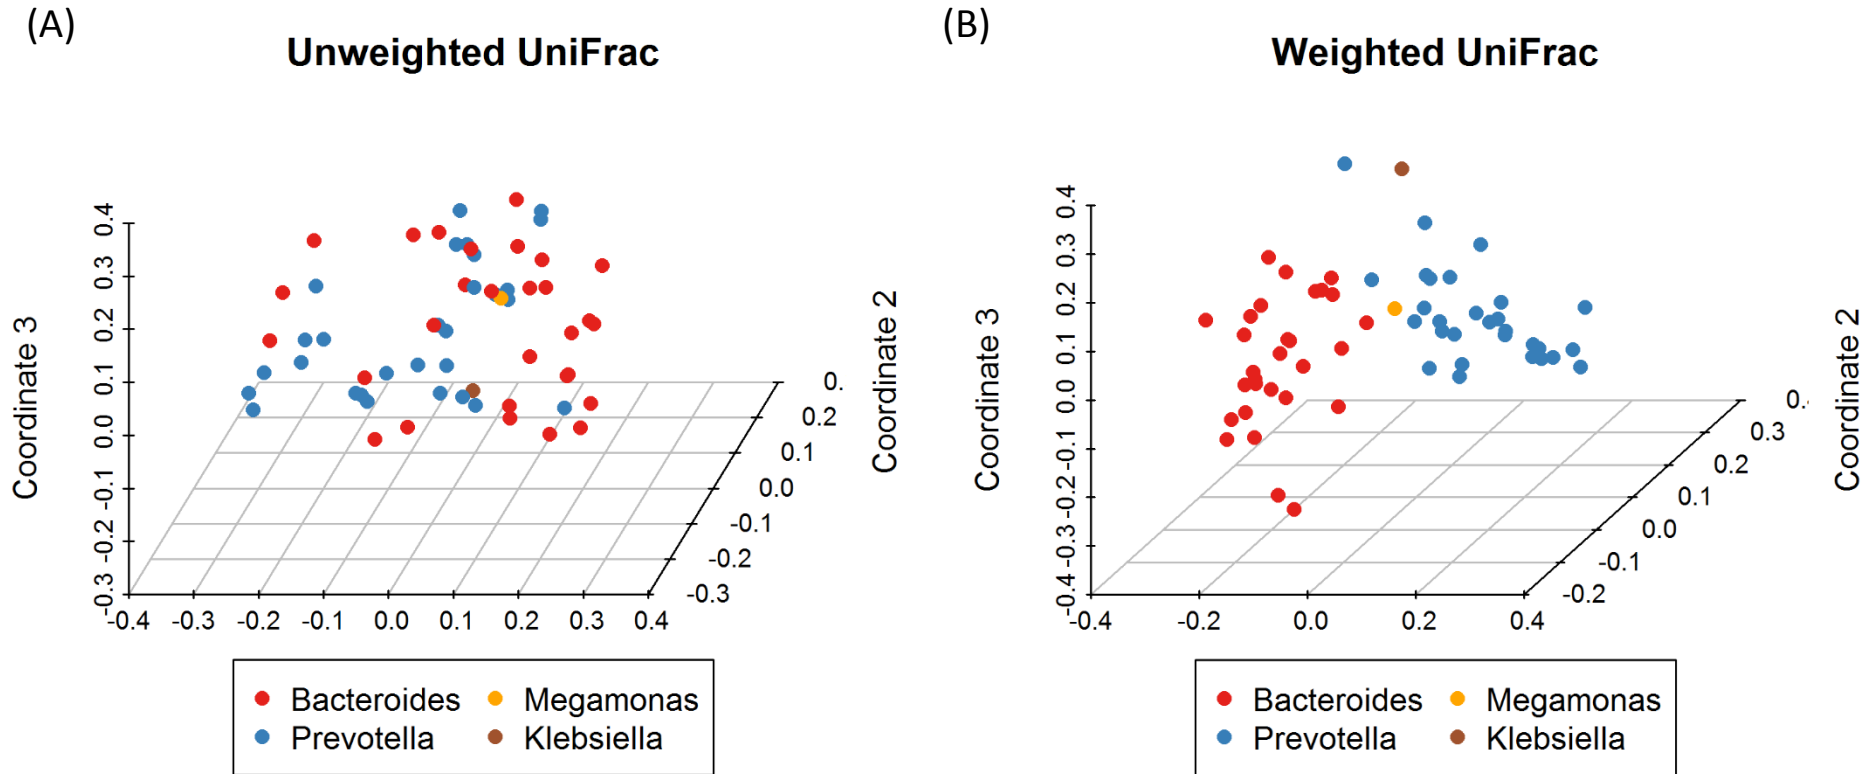 (A)
Unweighted UniFrac
Coordinate 3
0.4
0.3
0.2
0.1
0.0
-0.1
-0.2
-0.3
-0.4 -0.3 -0.2 -0.1 0.0 0.1 0.2 0.3 0.4
0.
0.2
0.1
0.0
-0.1
-0.2
-0.3
Coordinate 2
Bacteroides Megamonas
Prevotella Klebsiella
(B)
Weighted UniFrac
Coordinate 3
0.4
0.3
0.2
0.1
0.0
-0.1
-0.2
-0.3
-0.4
-0.4 -0.2 0.0 0.2 0.4
0.
0.3
0.2
0.1
0.0
-0.1
-0.2
Coordinate 2
Bacteroides Megamonas
Prevotella Klebsiella